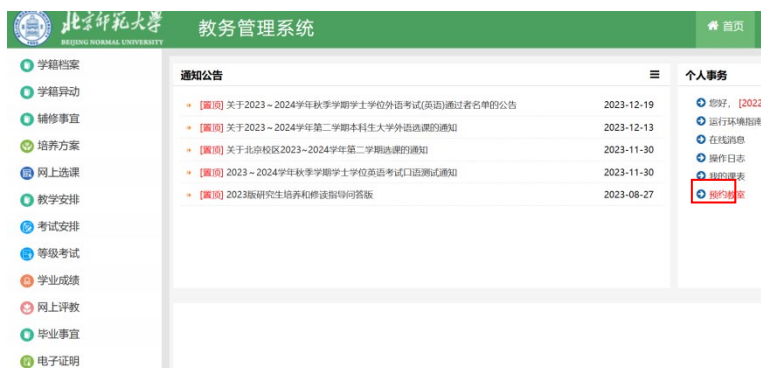 北京师范大学
BEIJING NORMAL UNIVERSITY
教务管理系统
首页
学籍档案
学籍异动
辅修事宜
培养方案
网上选课
教学安排
考试安排
等级考试
学业成绩
网上评教
毕业事宜
电子证明
通知公告
[置顶] 关于2023~2024学年秋季学期学士学位外语考试(英语)通过者名单的公告 2023-12-19
[置顶] 关于2023~2024学年第二学期本科生大学外语选课的通知 2023-12-13
[置顶] 关于北京校区2023~2024学年第二学期选课的通知 2023-11-30
[置顶] 2023~2024学年秋季学期学士学位英语考试口语测试通知 2023-11-30
[置顶] 2023版研究生培养和修读指导问答版 2023-08-27
个人事务
您好, [2022
运行环境指南
在线消息
操作日志
我的课表
预约教室